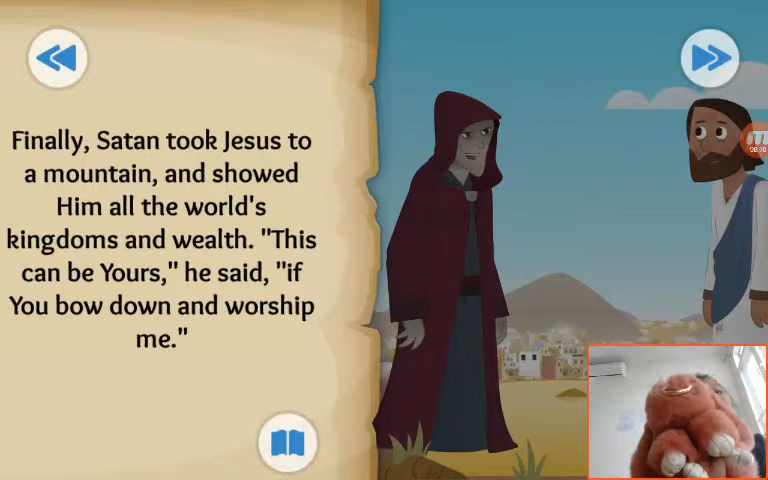 Finally, Satan took Jesus to
a mountain, and showed
Him all the world's
kingdoms and wealth. "This
can be Yours," he said, "if
You bow down and worship
me."